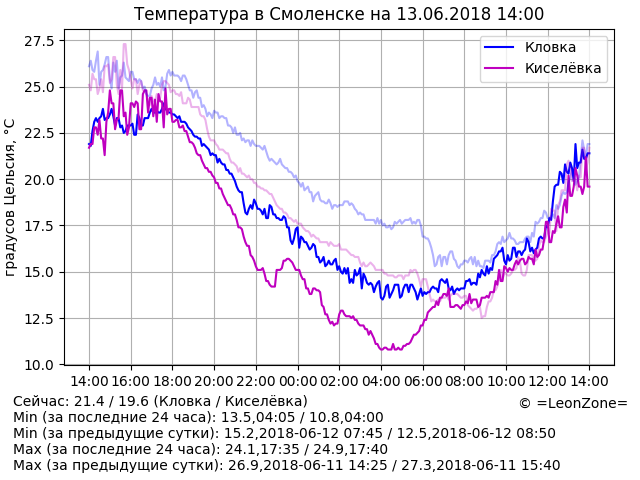 Температура в Смоленске на 13.06.2018 14:00
Кловка
Киселёвка
градусов Цельсия, °C
27.5
25.0
22.5
20.0
17.5
15.0
12.5
10.0
14:00 16:00 18:00 20:00 22:00 00:00 02:00 04:00 06:00 08:00 10:00 12:00 14:00
Сейчас: 21.4 / 19.6 (Кловка / Киселёвка)
© =LeonZone=
Min (за последние 24 часа): 13.5,04:05 / 10.8,04:00
Min (за предыдущие сутки): 15.2,2018-06-12 07:45 / 12.5,2018-06-12 08:50
Max (за последние 24 часа): 24.1,17:35 / 24.9,17:40
Max (за предыдущие сутки): 26.9,2018-06-11 14:25 / 27.3,2018-06-11 15:40